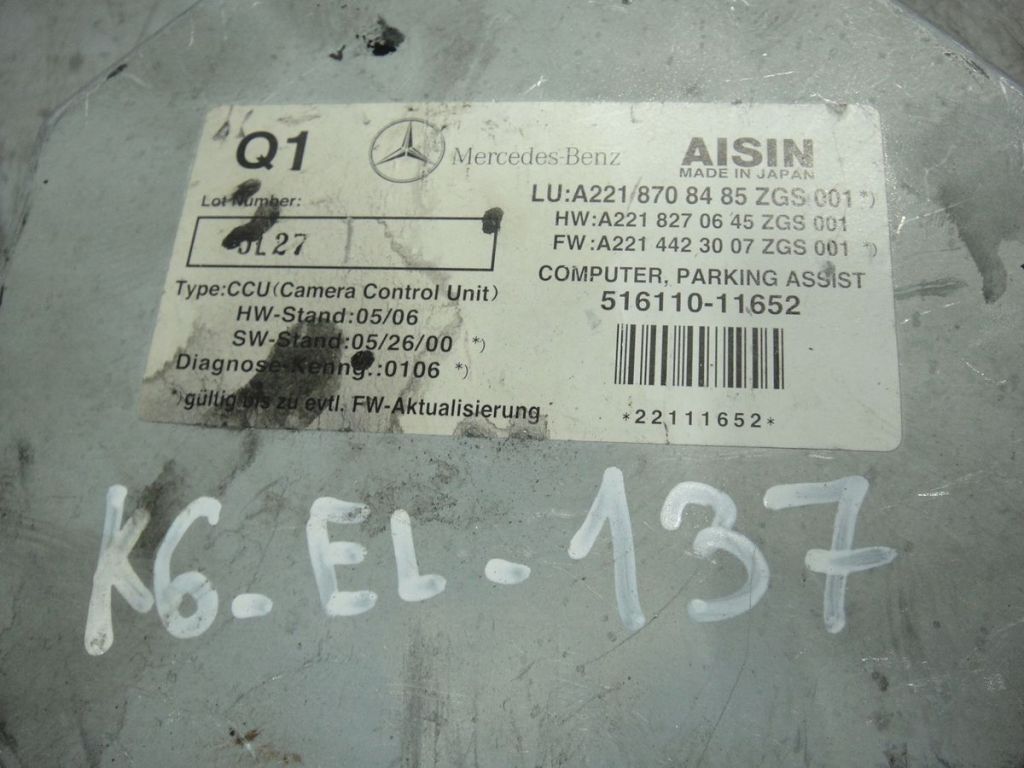 Q1
Mercedes-Benz
AISIN
MADE IN JAPAN
Lot Number:
JL27
LU:A221 870 84 85 ZGS 001 *)
HW:A221 827 06 45 ZGS 001
FW:A221 442 30 07 ZGS 001 *)
COMPUTER, PARKING ASSIST
516110-11652
Type:CCU(Camera Control Unit)
HW-Stand:05/06
SW-Stand:05/26/00 *)
Diagnose-Kenng.:0106 *)
*)gültig bis zu evtl. FW-Aktualisierung
*22111652*
K6-EL-137